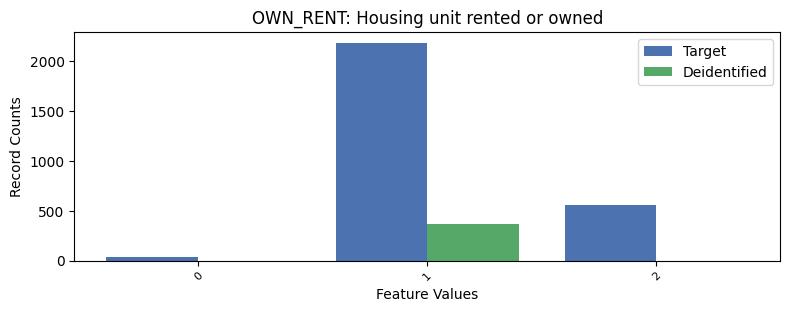 OWN_RENT: Housing unit rented or owned
Target
Deidentified
Record Counts
2000
1500
1000
500
0
0
1
2
Feature Values